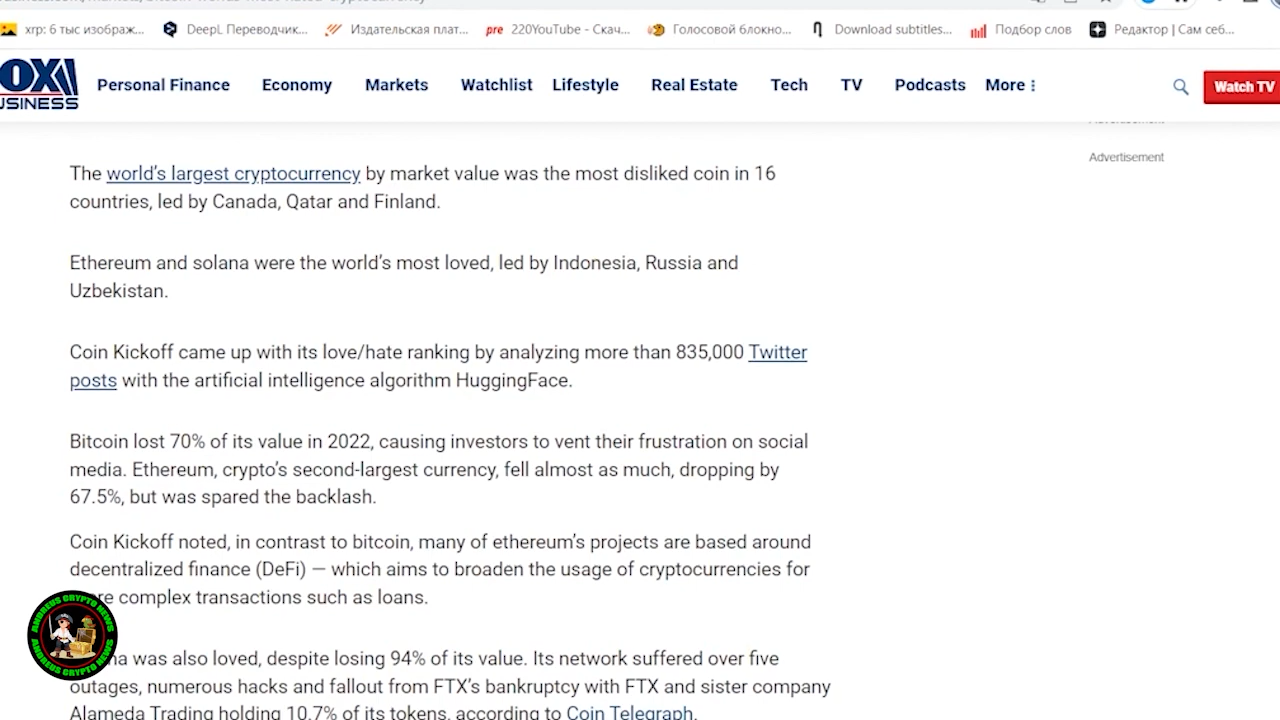 хгр: 6 тыс изображ... DeepL Переводчик... Издательская плат... pre 220YouTube - Скач... Голосовой блокно... Download subtitles... Подбор слов Редактор | Сам себ...
OX
USINESS
Personal Finance Economy Markets Watchlist Lifestyle Real Estate Tech TV Podcasts More Watch TV
Advertisement
The world's largest cryptocurrency by market value was the most disliked coin in 16
countries, led by Canada, Qatar and Finland.
Ethereum and solana were the world's most loved, led by Indonesia, Russia and
Uzbekistan.
Coin Kickoff came up with its love/hate ranking by analyzing more than 835,000 Twitter
posts with the artificial intelligence algorithm HuggingFace.
Bitcoin lost 70% of its value in 2022, causing investors to vent their frustration on social
media. Ethereum, crypto's second-largest currency, fell almost as much, dropping by
67.5%, but was spared the backlash.
Coin Kickoff noted, in contrast to bitcoin, many of ethereum's projects are based around
decentralized finance (DeFi) — which aims to broaden the usage of cryptocurrencies for
complex transactions such as loans.
was also loved, despite losing 94% of its value. Its network suffered over five
outages, numerous hacks and fallout from FTX's bankruptcy with FTX and sister company
Alameda Trading holding 10.7% of its tokens, according to Coin Telegraph.
ANDREUS CRYPTO NEWS
ANDREUS CRYPTO NEWS